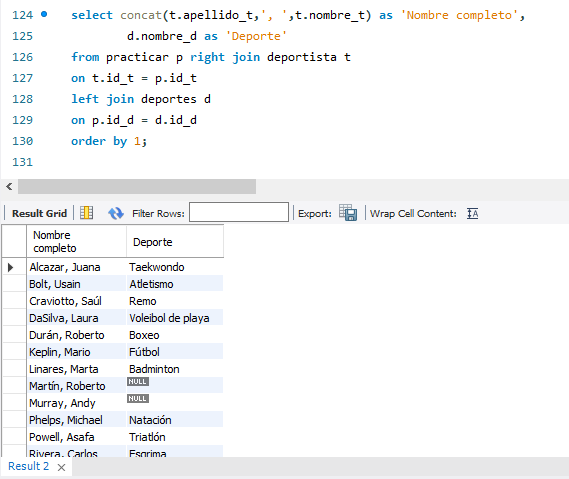 124 select concat(t.apellido_t,', ',t.nombre_t) as 'Nombre completo',
125 d.nombre_d as 'Deporte'
126 from practicar p right join deportista t
127 on t.id_t = p.id_t
128 left join deportes d
129 on p.id_d = d.id_d
130 order by 1;
131
Result Grid Filter Rows: Export: Wrap Cell Content: IA
Nombre
completo Deporte
Alcazar, Juana Taekwondo
Bolt, Usain Atletismo
Craviotto, Saúl Remo
DaSilva, Laura Voleibol de playa
Durán, Roberto Boxeo
Keplin, Mario Fútbol
Linares, Marta Badminton
Martín, Roberto NULL
Murray, Andy NULL
Phelps, Michael Natación
Powell, Asafa Triatlón
Rivera, Carlos Esgrima
Result 2 ×